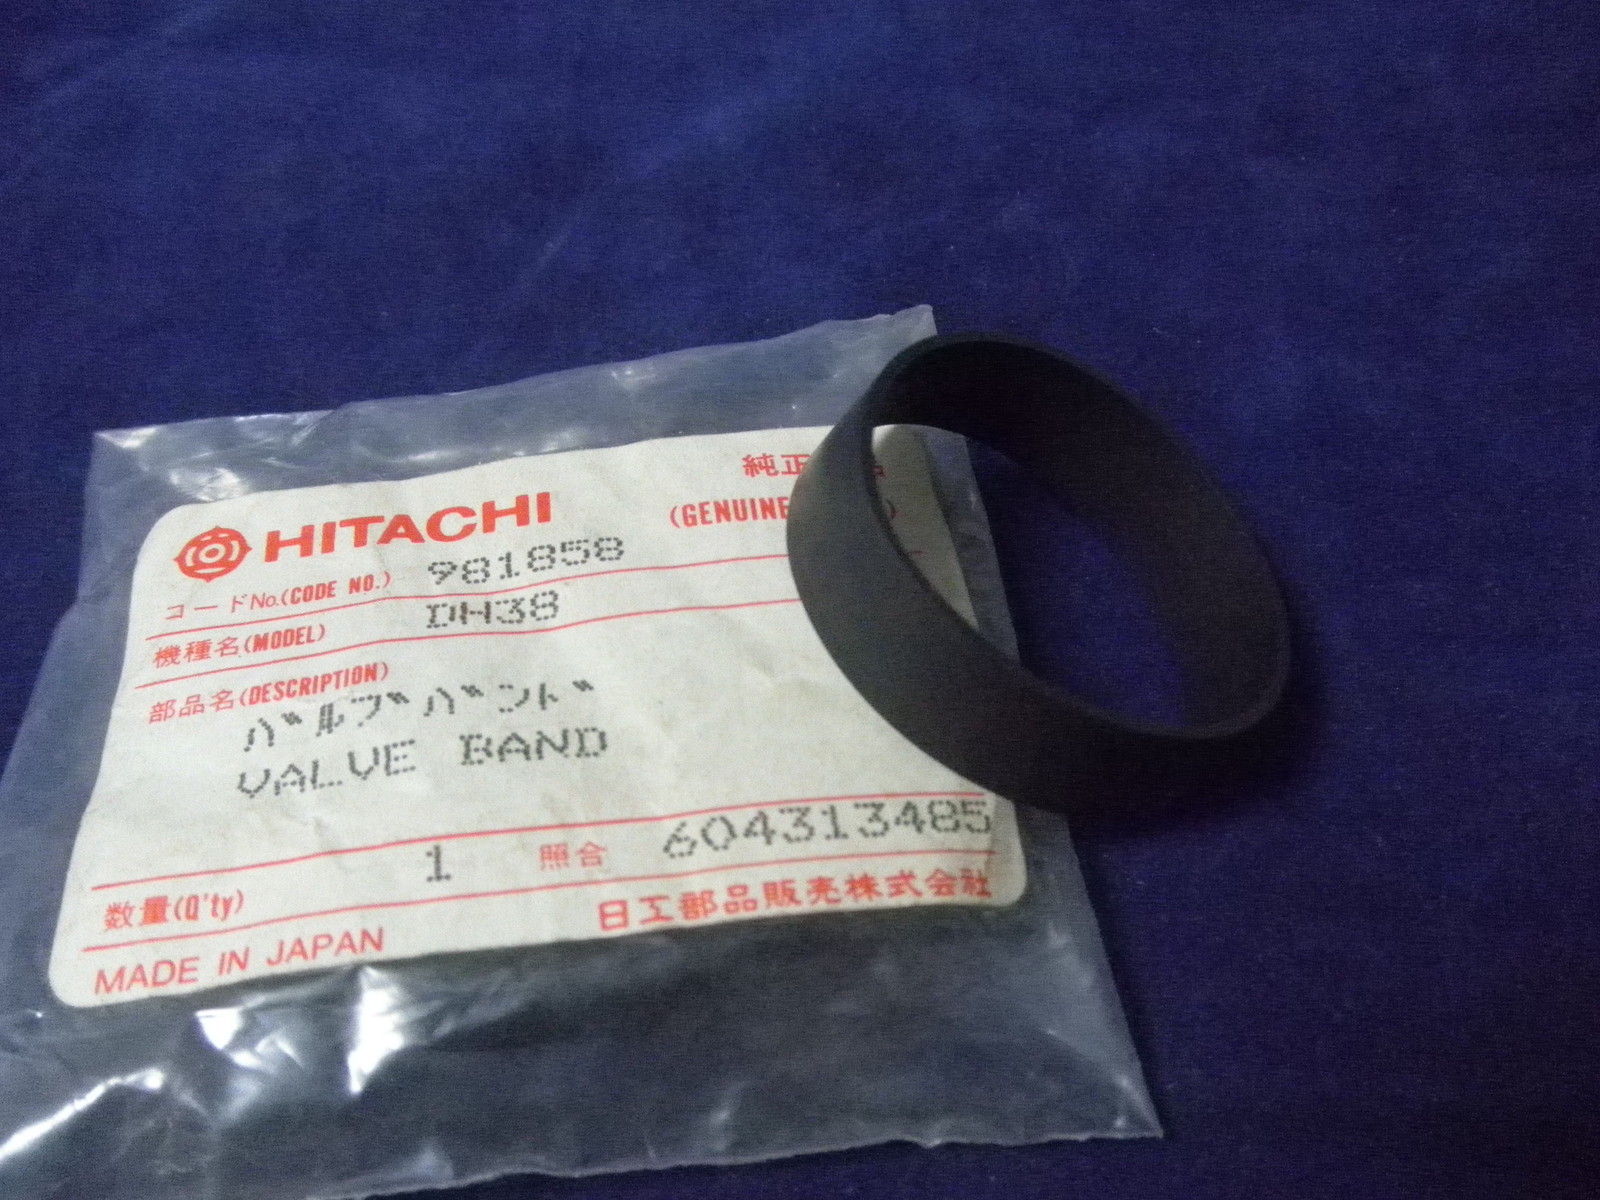 HITACHI
純正
(GENUINE
コードNo.(CODE NO.) 981858
機種名(MODEL) DH38
部品名(DESCRIPTION)
バルブバンド
VALVE BAND
数量(Q'ty) 1 照合 604313485
MADE IN JAPAN 日工部品販売株式会社